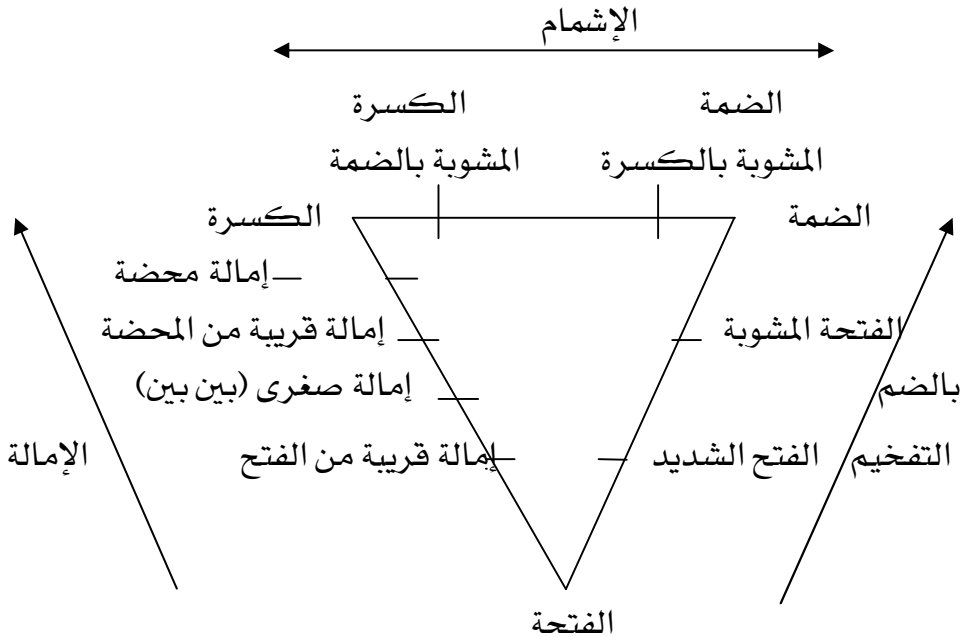 الإشمام
الضمة
المشوبة بالكسرة
الكسرة
المشوبة بالضمة
الضمة
الكسرة
إمالة محضة
الفتحة المشوبة
إمالة قريبة من المحضة
بالضم
إمالة صغرى (بين بين)
التفخيم
الفتح الشديد
إمالة قريبة من الفتح
الإمالة
الفتحة